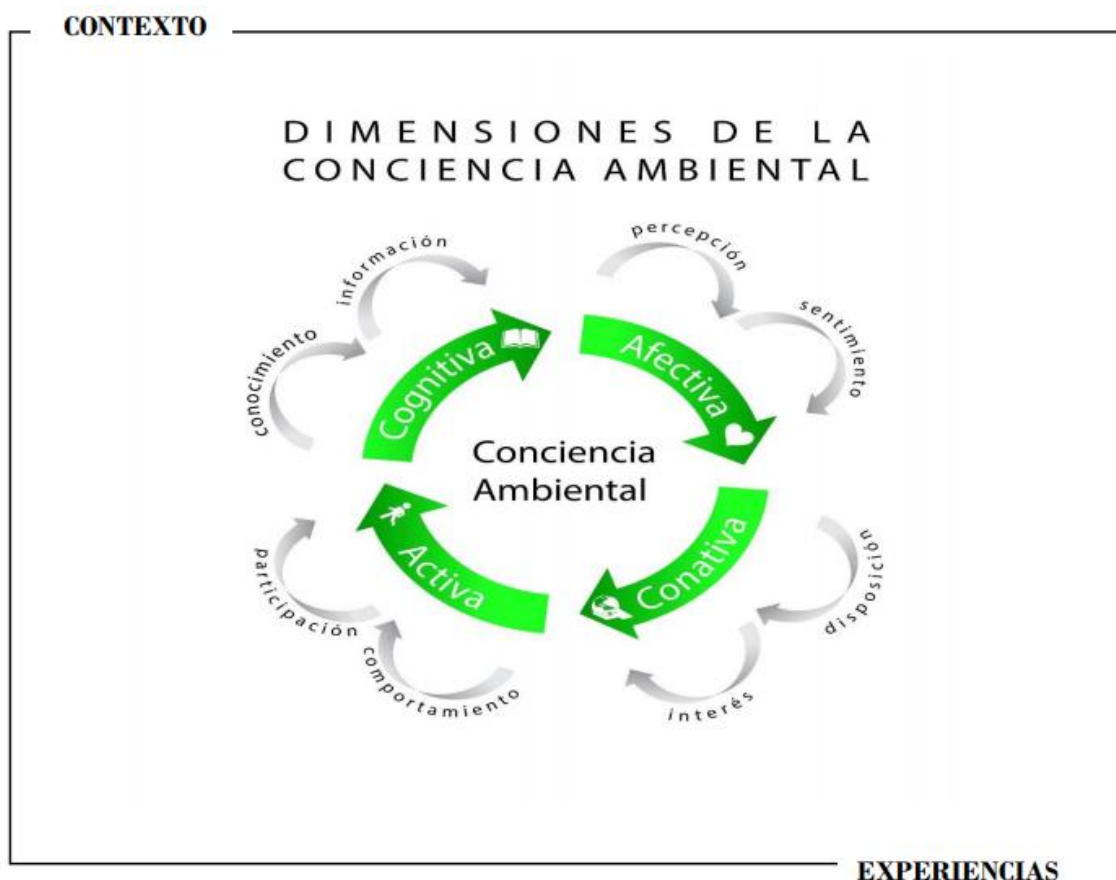 CONTEXTO
DIMENSIONES DE LA
CONCIENCIA AMBIENTAL
conocimiento
información
percepción
sentimiento
Cognitiva
Afectiva
Conciencia
Ambiental
Activa
Conativa
participación
comportamiento
interés
disposición
EXPERIENCIAS